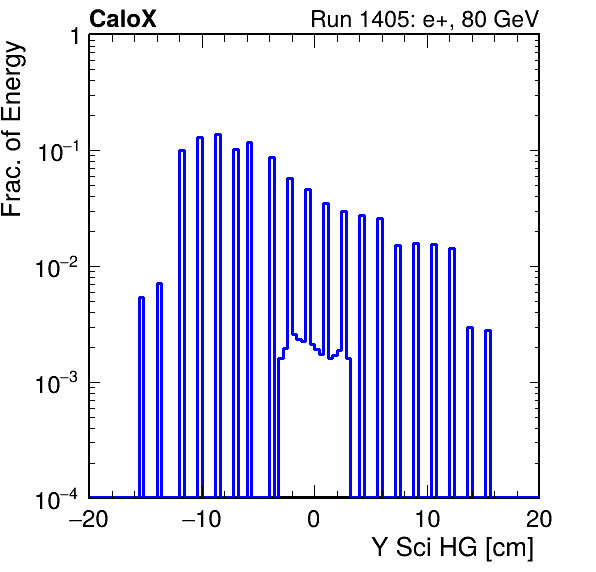 CaloX Run 1405: e+, 80 GeV
Frac. of Energy
1
10⁻¹
10⁻²
10⁻³
10⁻⁴
−20 −10 0 10 20
Y Sci HG [cm]